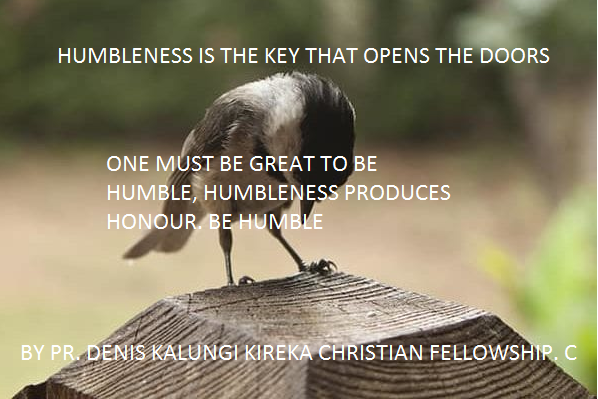 HUMBLENESS IS THE KEY THAT OPENS THE DOORS
ONE MUST BE GREAT TO BE
HUMBLE, HUMBLENESS PRODUCES
HONOUR. BE HUMBLE
BY PR. DENIS KALUNGI KIREKA CHRISTIAN FELLOWSHIP. C